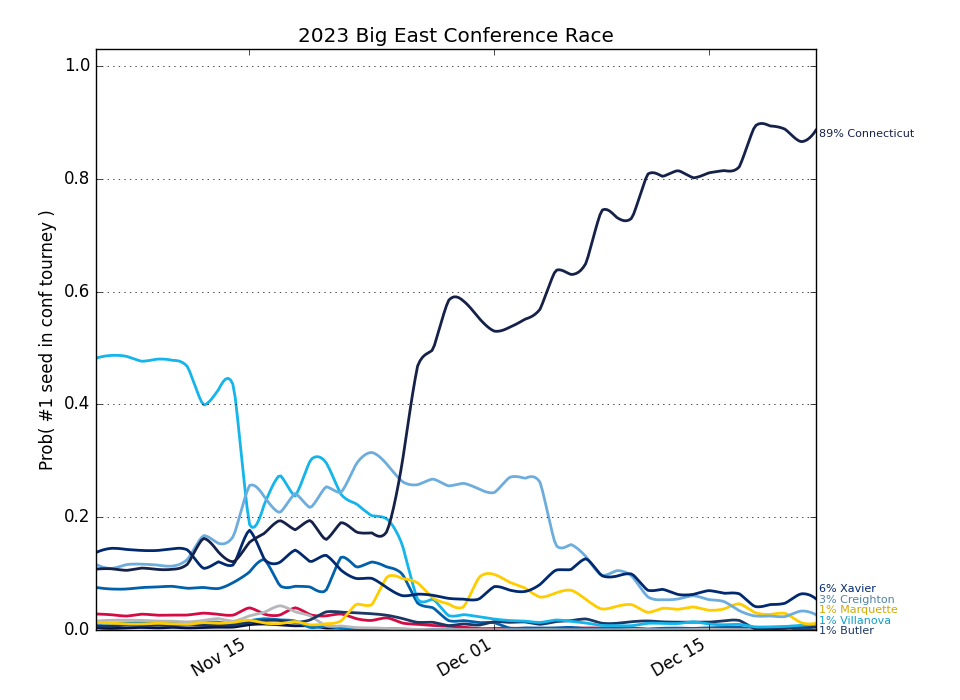 2023 Big East Conference Race
Prob( #1 seed in conf tourney )
1.0
0.8
0.6
0.4
0.2
0.0
Nov 15
Dec 01
Dec 15
89% Connecticut
6% Xavier
3% Creighton
1% Marquette
1% Villanova
1% Butler